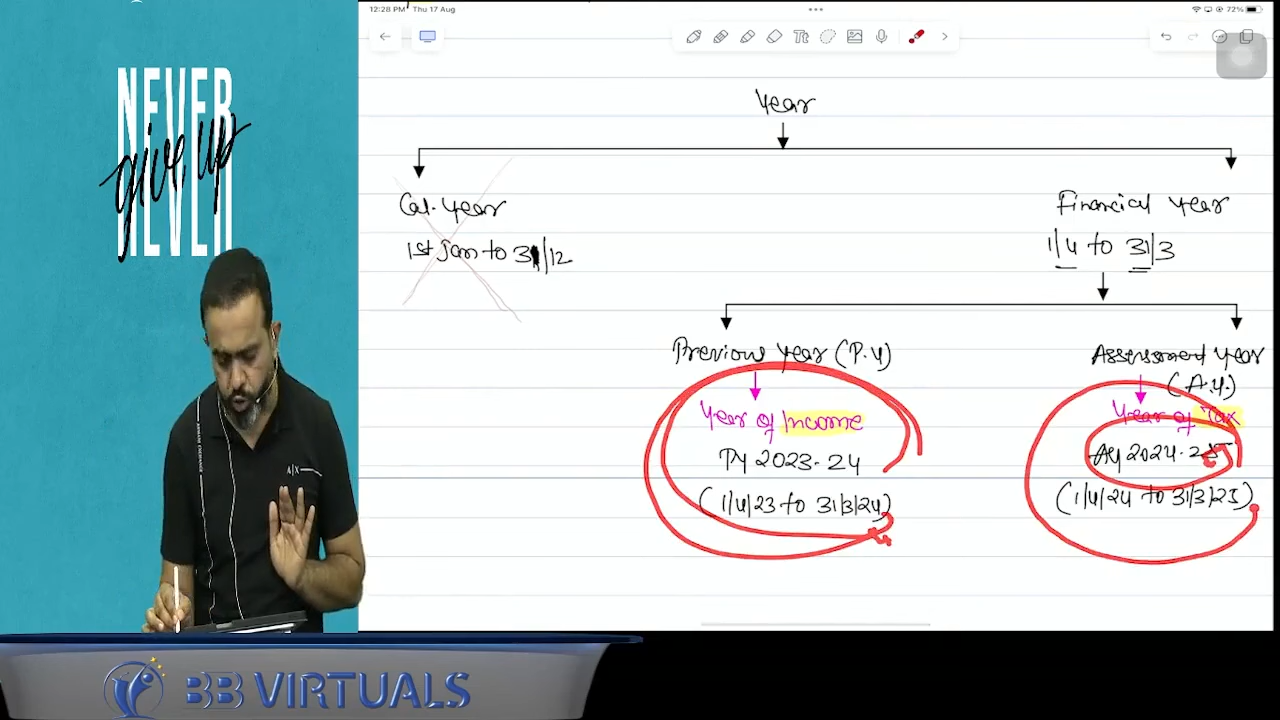 12:28 PM Thu 17 Aug
72%
NEVER
give up
NEVER
Year
Cal. Year
1st Jan to 31/12
Financial Year
1/4 to 31/3
Previous Year (P.Y)
Year of Income
PY 2023-24
(1/4/23 to 31/3/24)
Assessment Year
(A.Y.)
Year of Tax
AY 2024-25
(1/4/24 to 31/3/25)
A|X
BB VIRTUALS